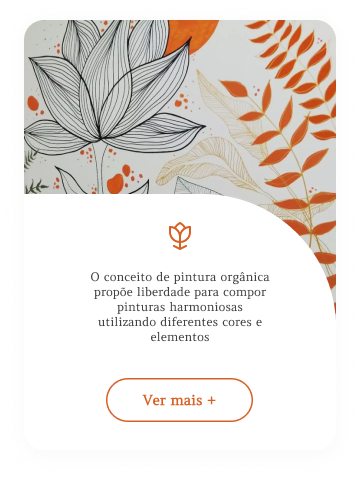 O conceito de pintura orgânica
propõe liberdade para compor
pinturas harmoniosas
utilizando diferentes cores e
elementos
Ver mais +